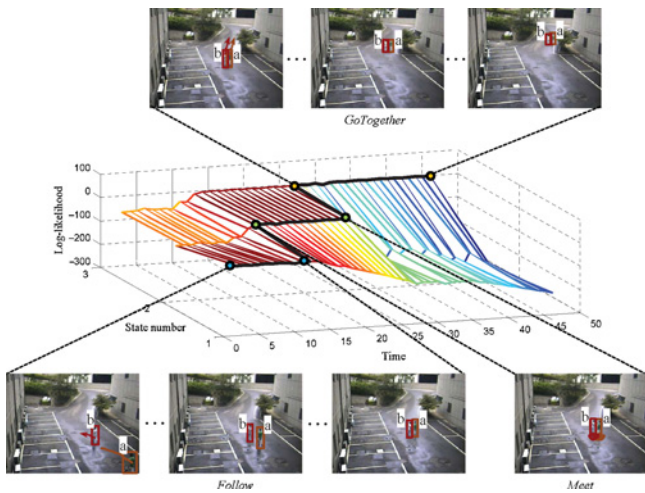 b a
b a
b a
...
...
GoTogether
Log-likelihood
100
0
−100
−200
−300
3
2
1
State number
0
5
10
15
20
25
30
35
40
45
50
Time
b
a
b
a
b a
b a
...
...
Follow
Meet